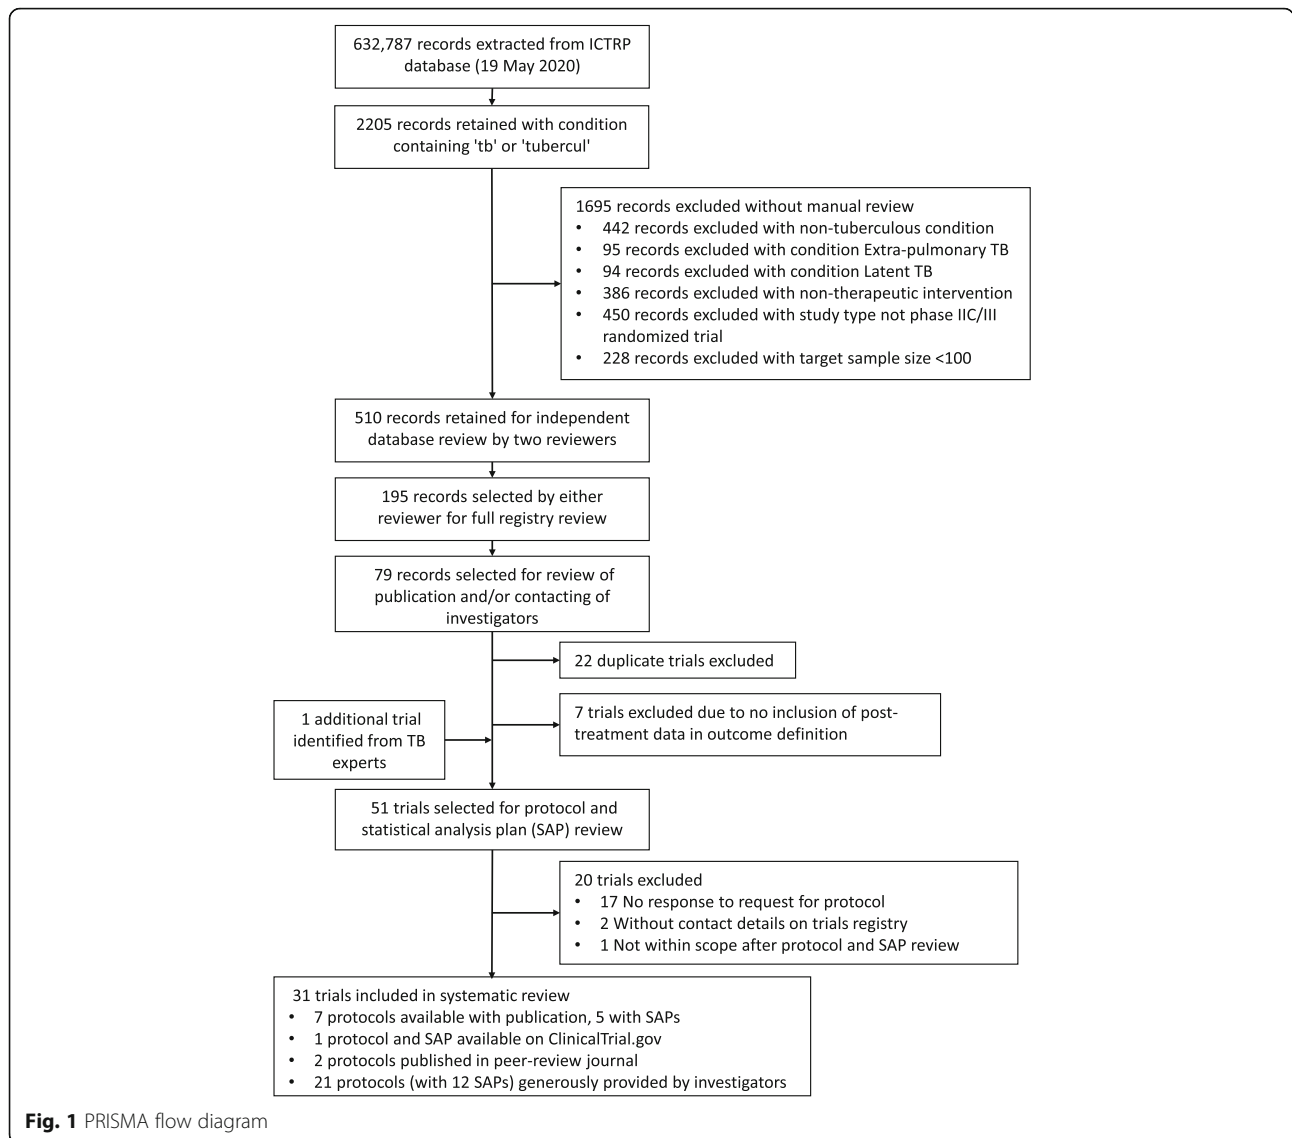 632,787 records extracted from ICTRP
database (19 May 2020)
2205 records retained with condition
containing 'tb' or 'tubercul'
1695 records excluded without manual review
• 442 records excluded with non-tuberculous condition
• 95 records excluded with condition Extra-pulmonary TB
• 94 records excluded with condition Latent TB
• 386 records excluded with non-therapeutic intervention
• 450 records excluded with study type not phase IIC/III
randomized trial
• 228 records excluded with target sample size <100
510 records retained for independent
database review by two reviewers
195 records selected by either
reviewer for full registry review
79 records selected for review of
publication and/or contacting of
investigators
22 duplicate trials excluded
7 trials excluded due to no inclusion of post-
treatment data in outcome definition
1 additional trial
identified from TB
experts
51 trials selected for protocol and
statistical analysis plan (SAP) review
20 trials excluded
• 17 No response to request for protocol
• 2 Without contact details on trials registry
• 1 Not within scope after protocol and SAP review
31 trials included in systematic review
• 7 protocols available with publication, 5 with SAPs
• 1 protocol and SAP available on ClinicalTrial.gov
• 2 protocols published in peer-review journal
• 21 protocols (with 12 SAPs) generously provided by investigators
Fig. 1 PRISMA flow diagram